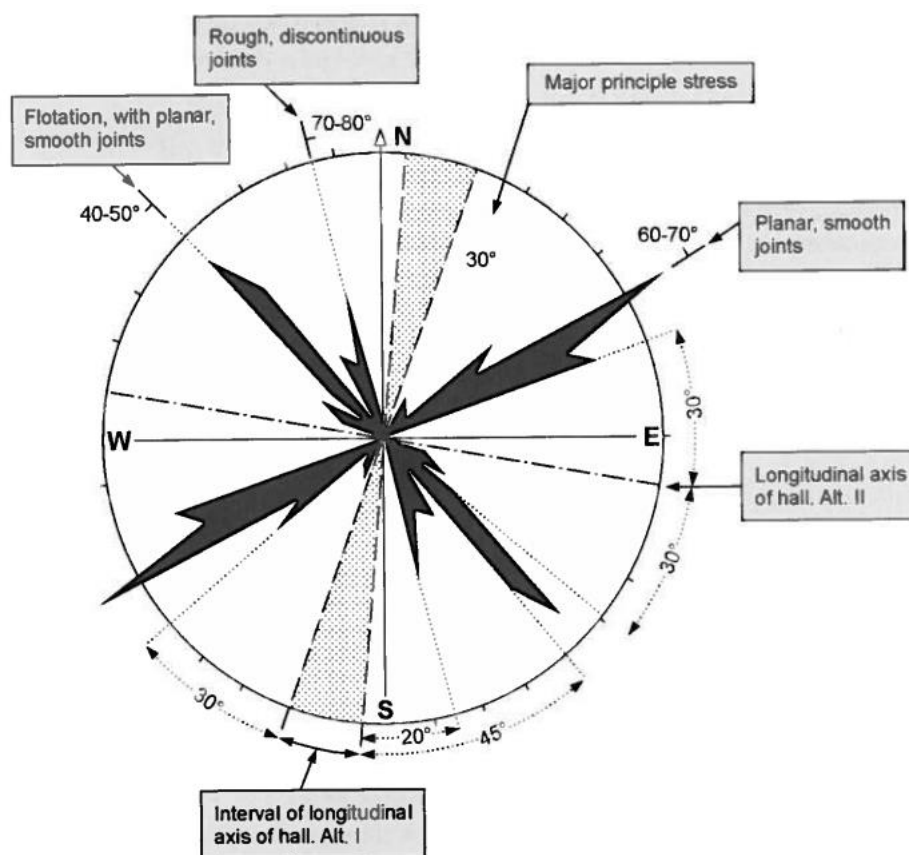 Rough, discontinuous
joints
Major principle stress
Flotation, with planar,
smooth joints
70-80°
N
40-50°
60-70°
Planar, smooth
joints
30°
30°
W
E
Longitudinal axis
of hall. Alt. II
30°
30°
S
20°
45°
Interval of longitudinal
axis of hall. Alt. I